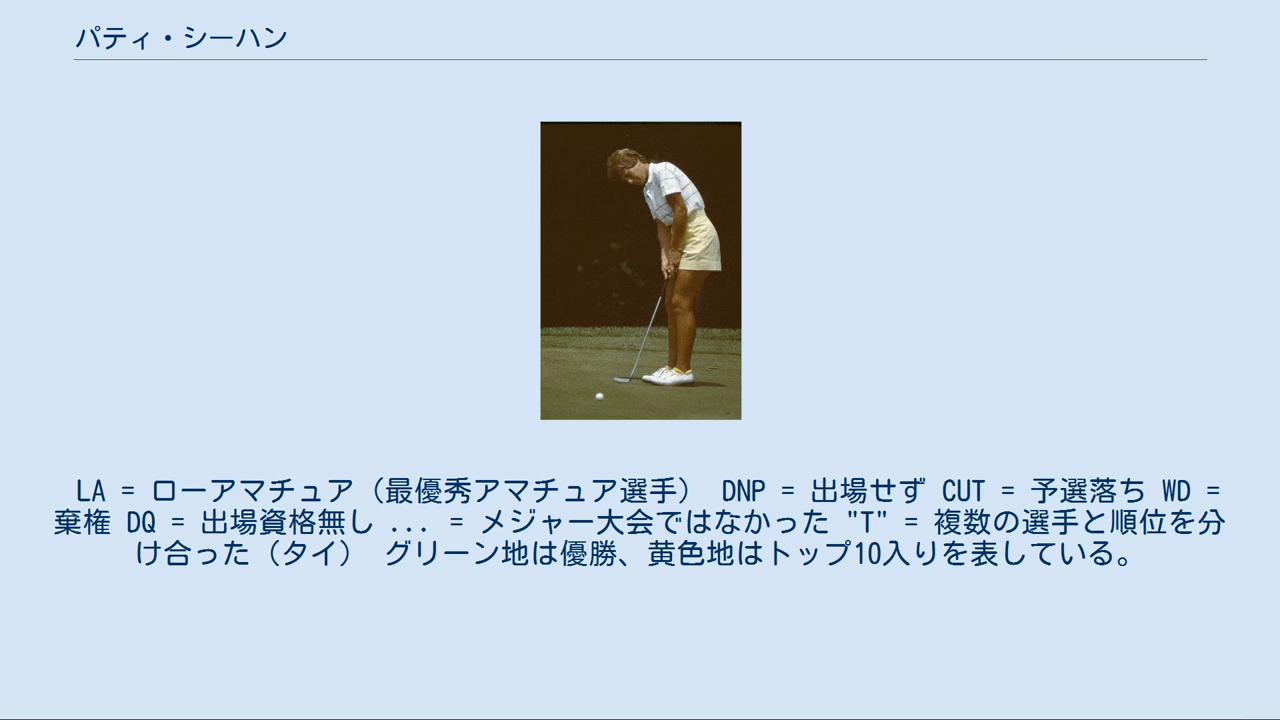 パティ・シーハン
LA = ローアマチュア（最優秀アマチュア選手） DNP = 出場せず CUT = 予選落ち WD =
棄権 DQ = 出場資格無し ... = メジャー大会ではなかった "T" = 複数の選手と順位を分
け合った（タイ） グリーン地は優勝、黄色地はトップ10入りを表している。